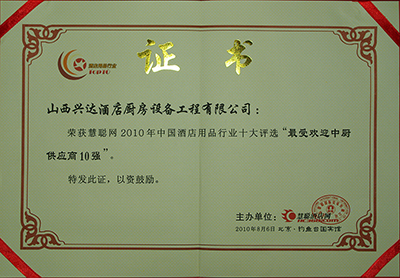 证书
TOP10
山西兴达酒店厨房设备工程有限公司：
荣获慧聪网2010年中国酒店用品行业十大评选“最受欢迎中厨
供应商10强”。
特发此证，以资鼓励。
主办单位：慧聪酒店网
2010年8月6日 北京·钓鱼台国宾馆